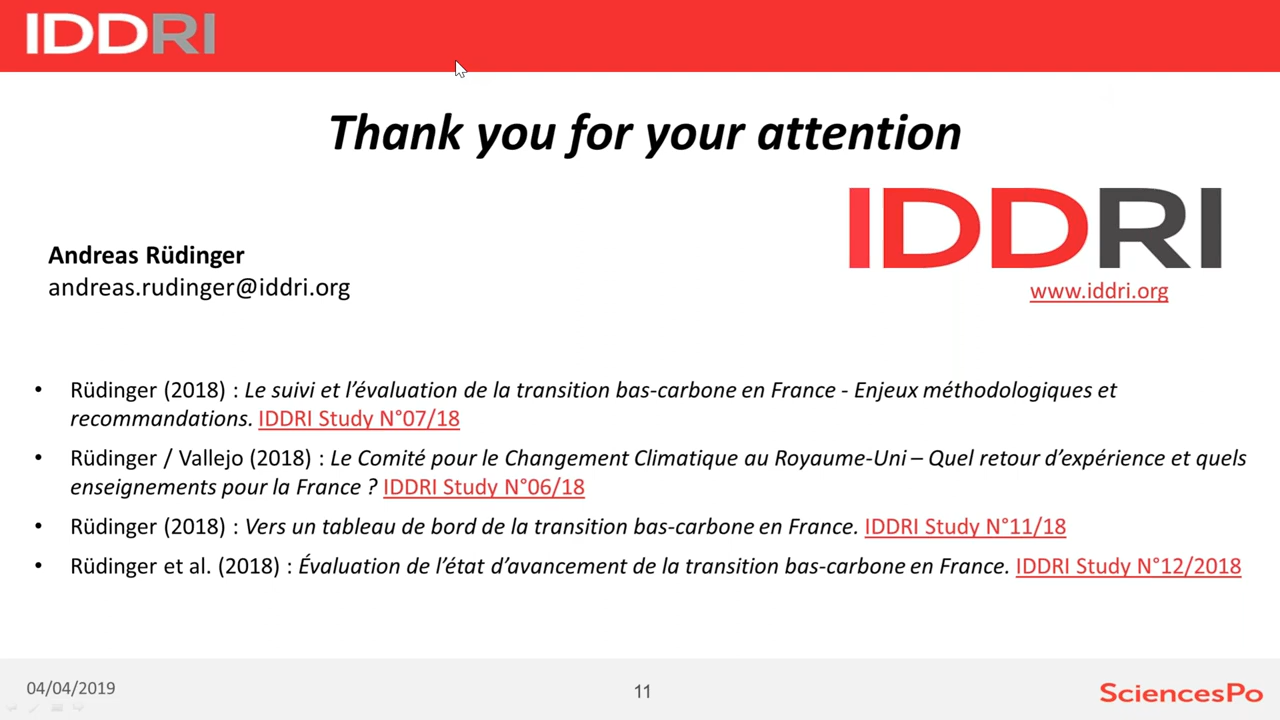 IDDRI
Thank you for your attention
IDDRI
www.iddri.org
Andreas Rüdinger
andreas.rudinger@iddri.org
• Rüdinger (2018) : Le suivi et l’évaluation de la transition bas-carbone en France - Enjeux méthodologiques et
recommandations. IDDRI Study N°07/18
• Rüdinger / Vallejo (2018) : Le Comité pour le Changement Climatique au Royaume-Uni – Quel retour d’expérience et quels
enseignements pour la France ? IDDRI Study N°06/18
• Rüdinger (2018) : Vers un tableau de bord de la transition bas-carbone en France. IDDRI Study N°11/18
• Rüdinger et al. (2018) : Évaluation de l’état d’avancement de la transition bas-carbone en France. IDDRI Study N°12/2018
04/04/2019
11
SciencesPo